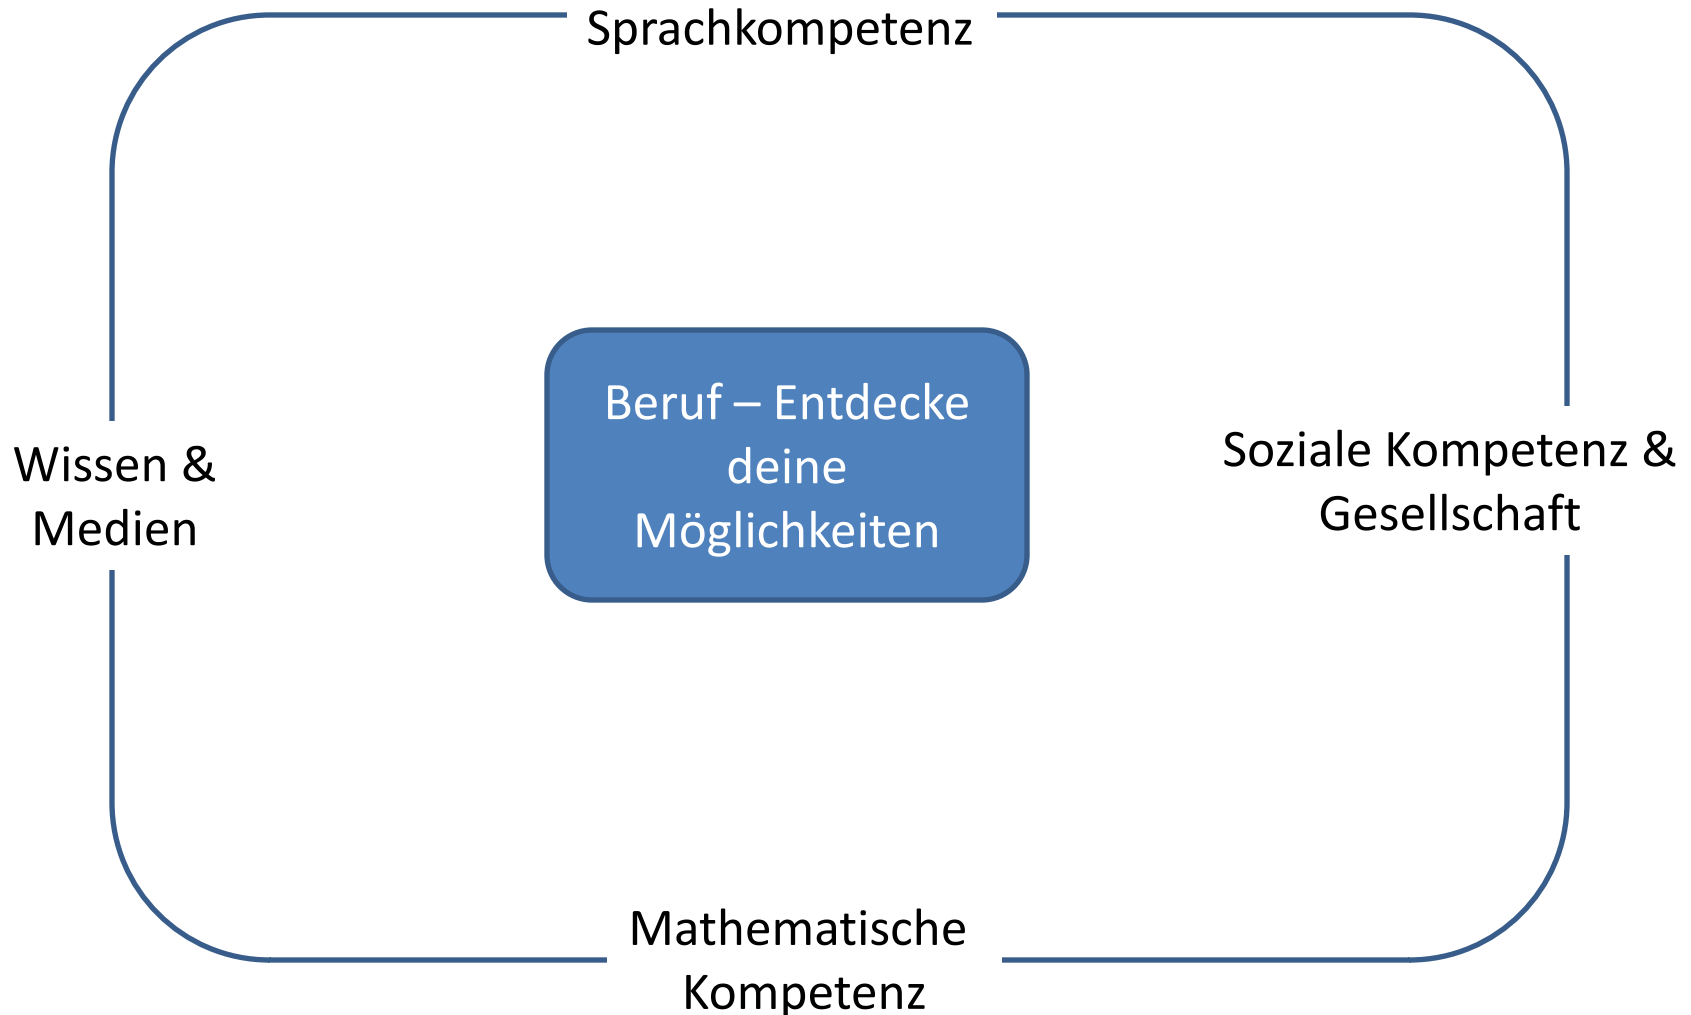 Sprachkompetenz
Beruf – Entdecke
deine
Möglichkeiten
Wissen &
Medien
Soziale Kompetenz &
Gesellschaft
Mathematische
Kompetenz